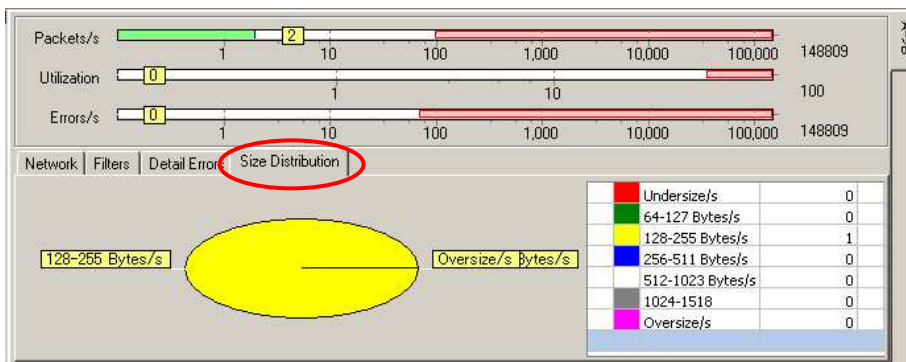 Packets/s 2 148809
1 10 100 1,000 10,000 100,000
Utilization 0 100
1 10
Errors/s 0 148809
1 10 100 1,000 10,000 100,000
Network Filters Detail Errors Size Distribution
128-255 Bytes/s
Oversize/s Bytes/s
Undersize/s 0
64-127 Bytes/s 0
128-255 Bytes/s 1
256-511 Bytes/s 0
512-1023 Bytes/s 0
1024-1518 0
Oversize/s 0